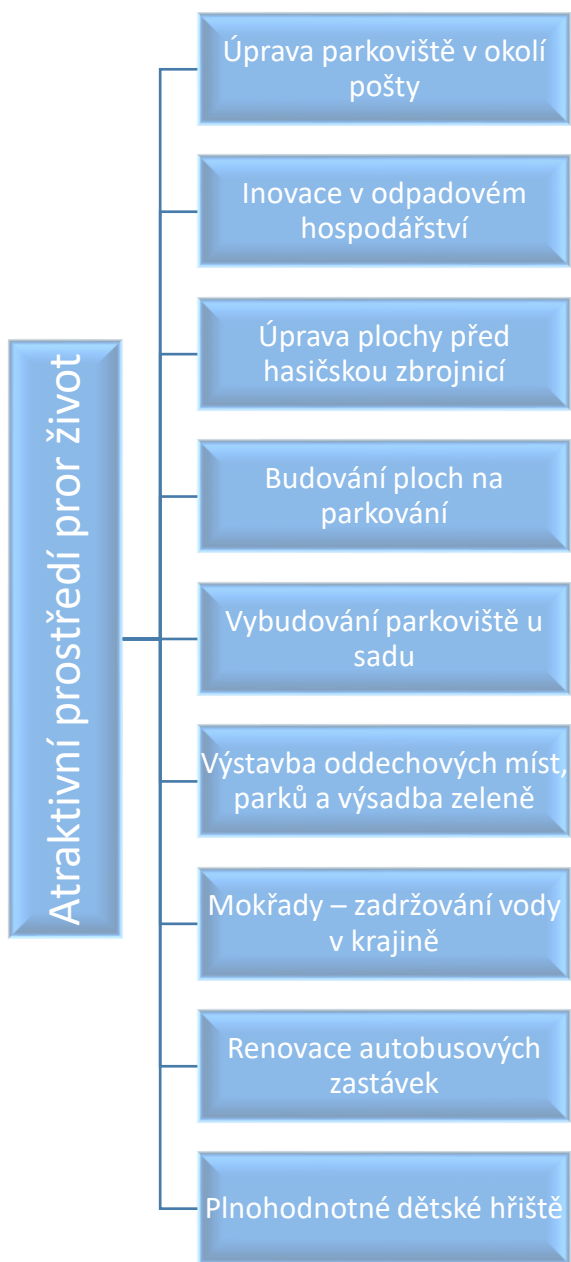 Atraktivní prostředí pror život
Úprava parkoviště v okolí
pošty
Inovace v odpadovém
hospodářství
Úprava plochy před
hasičskou zbrojnicí
Budování ploch na
parkování
Vybudování parkoviště u
sadu
Výstavba oddechových míst,
parků a výsadba zeleně
Mokřady – zadržování vody
v krajině
Renovace autobusových
zastávek
Plnohodnotné dětské hřiště